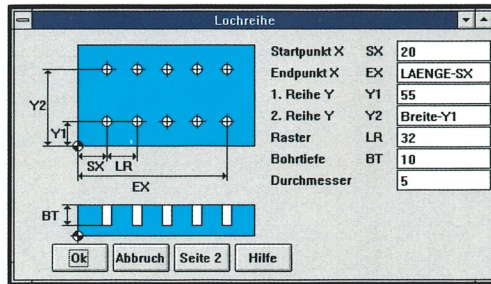 Lochreihe
Startpunkt X SX 20
Endpunkt X EX LAENGE-SX
1. Reihe Y Y1 55
2. Reihe Y Y2 Breite-Y1
Raster LR 32
Bohrtiefe BT 10
Durchmesser 5
Y2
Y1
SX LR
EX
BT
Ok Abbruch Seite 2 Hilfe